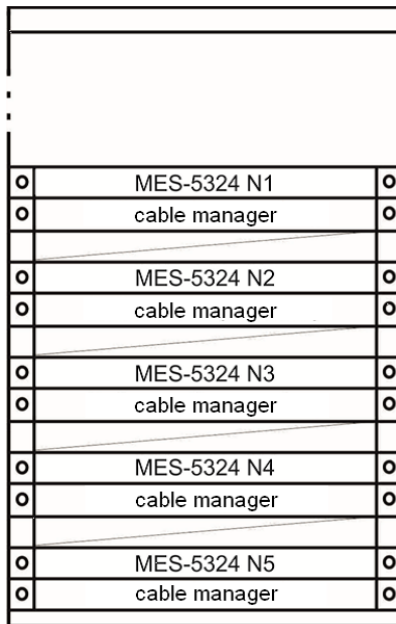 MES-5324 N1
cable manager
MES-5324 N2
cable manager
MES-5324 N3
cable manager
MES-5324 N4
cable manager
MES-5324 N5
cable manager